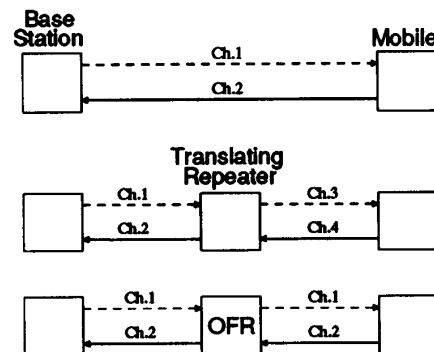 Base
Station
Mobile
Ch.1
Ch.2
Translating
Repeater
Ch.1
Ch.3
Ch.2
Ch.4
Ch.1
Ch.1
OFR
Ch.2
Ch.2